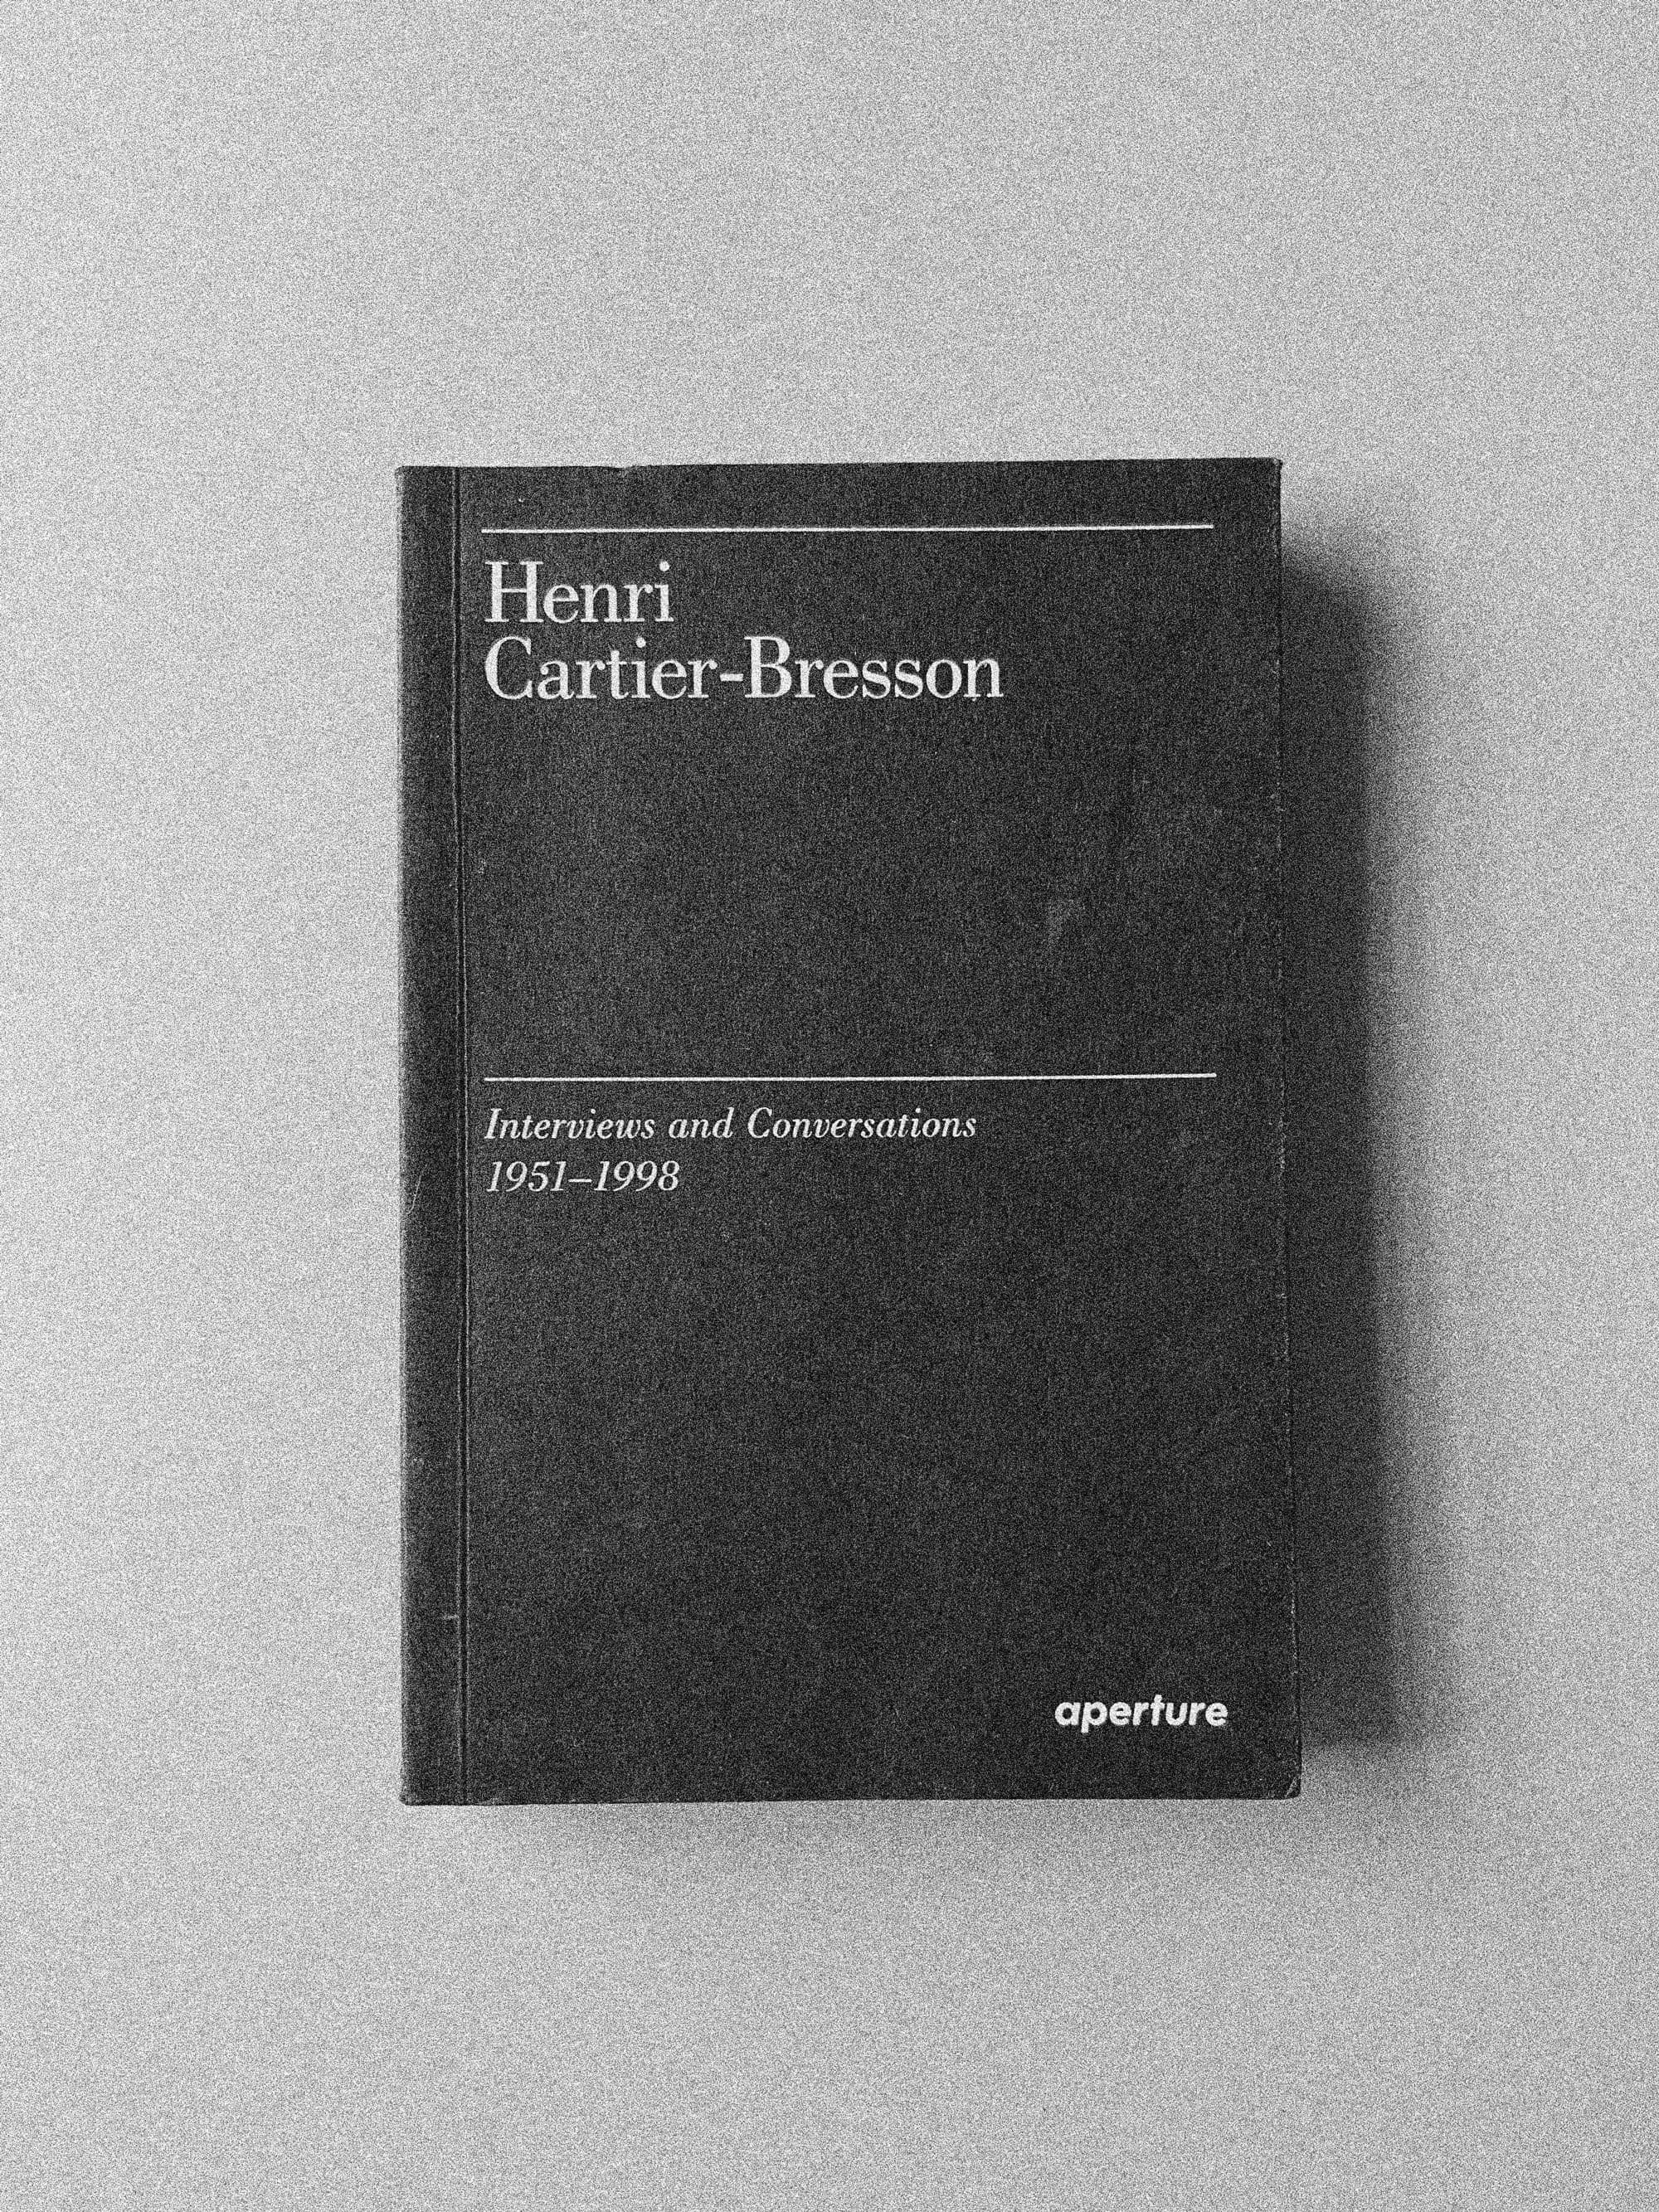 Henri
Cartier-Bresson
Interviews and Conversations
1951–1998
aperture